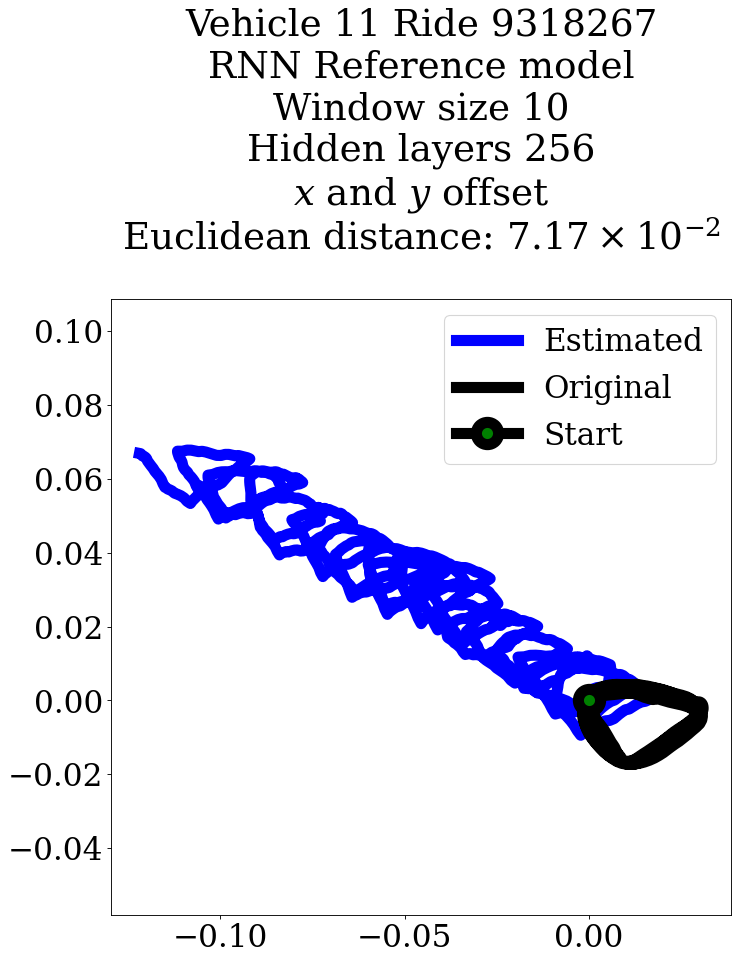 Vehicle 11 Ride 9318267
RNN Reference model
Window size 10
Hidden layers 256
x and y offset
Euclidean distance: 7.17 × 10⁻²
Estimated
Original
Start
0.10
0.08
0.06
0.04
0.02
0.00
−0.02
−0.04
−0.10 −0.05 0.00